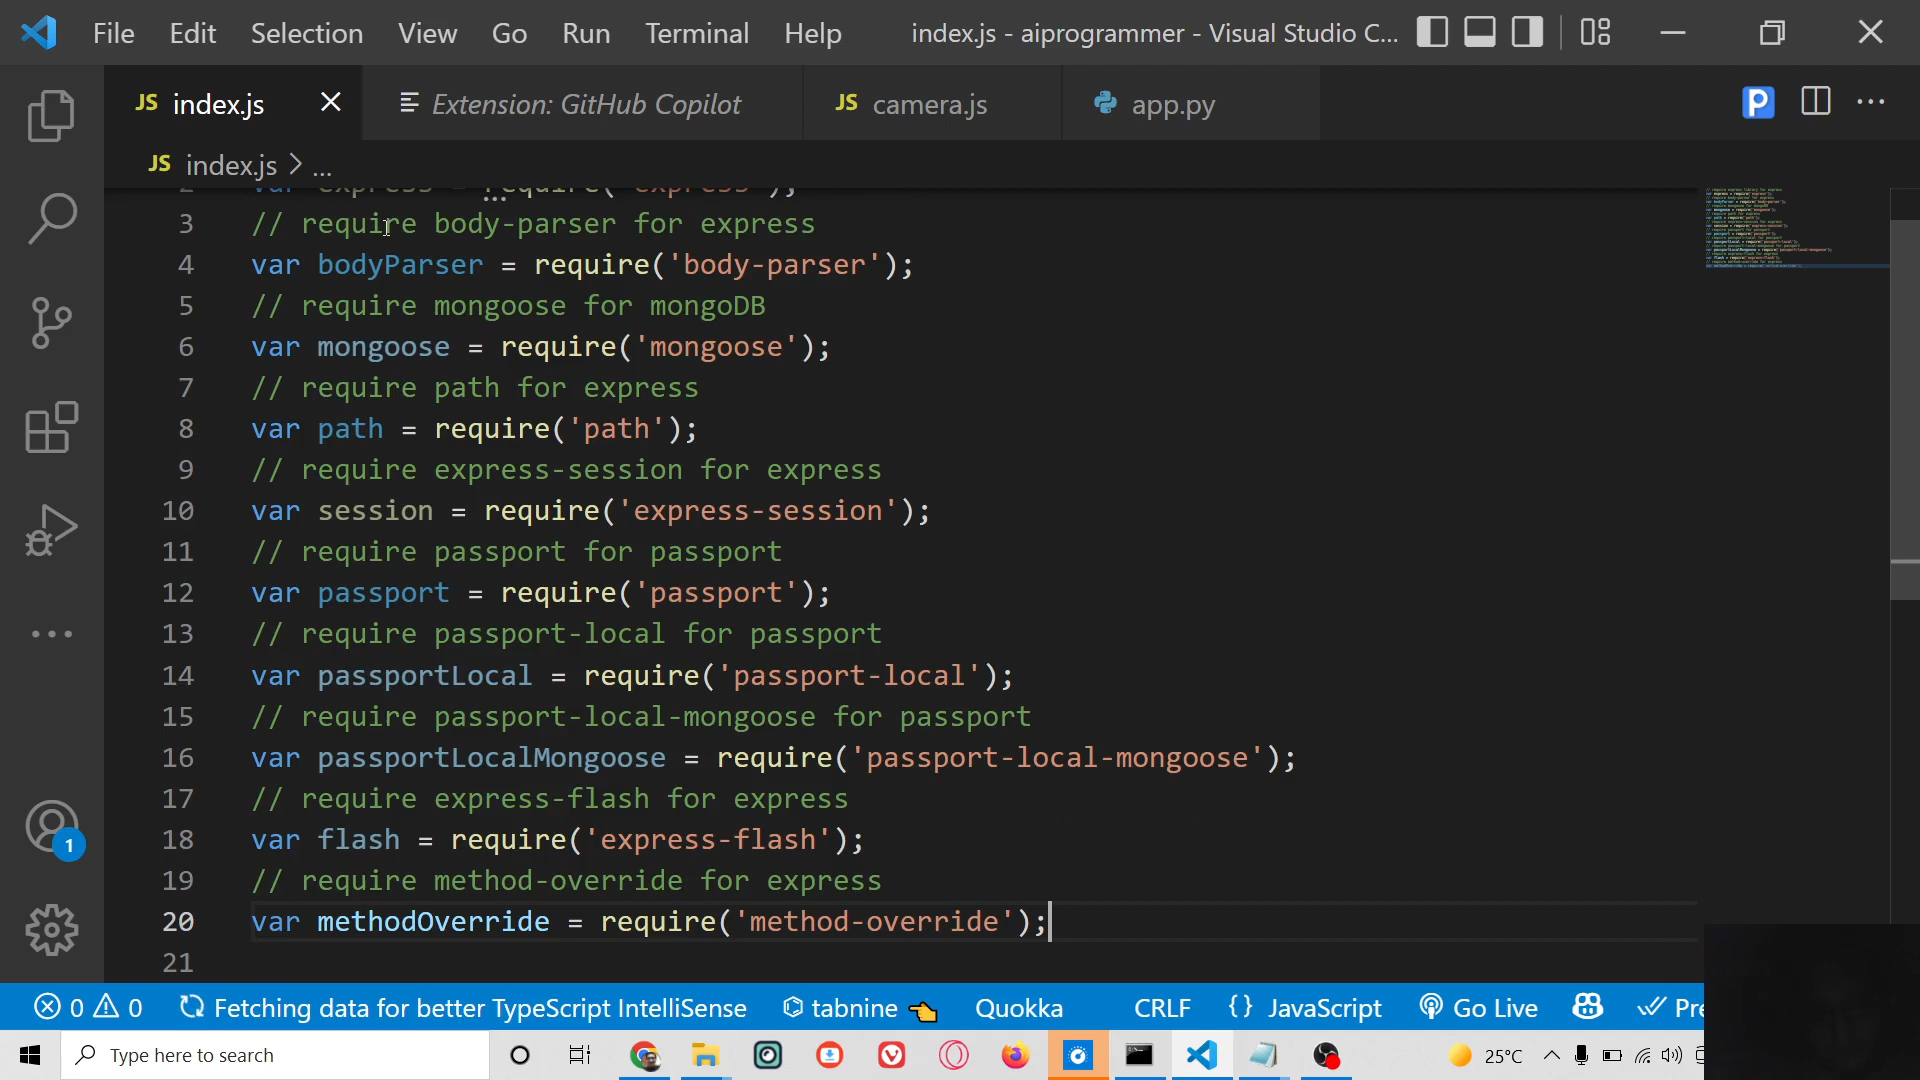 File Edit Selection View Go Run Terminal Help index.js - aiprogrammer - Visual Studio C...
JS index.js Extension: GitHub Copilot JS camera.js app.py
JS index.js > ...
2 var express = require('express');
3 // require body-parser for express
4 var bodyParser = require('body-parser');
5 // require mongoose for mongoDB
6 var mongoose = require('mongoose');
7 // require path for express
8 var path = require('path');
9 // require express-session for express
10 var session = require('express-session');
11 // require passport for passport
12 var passport = require('passport');
13 // require passport-local for passport
14 var passportLocal = require('passport-local');
15 // require passport-local-mongoose for passport
16 var passportLocalMongoose = require('passport-local-mongoose');
17 // require express-flash for express
18 var flash = require('express-flash');
19 // require method-override for express
20 var methodOverride = require('method-override');
21
1
0 0 Fetching data for better TypeScript IntelliSense tabnine Quokka CRLF {} JavaScript Go Live
Type here to search 25°C